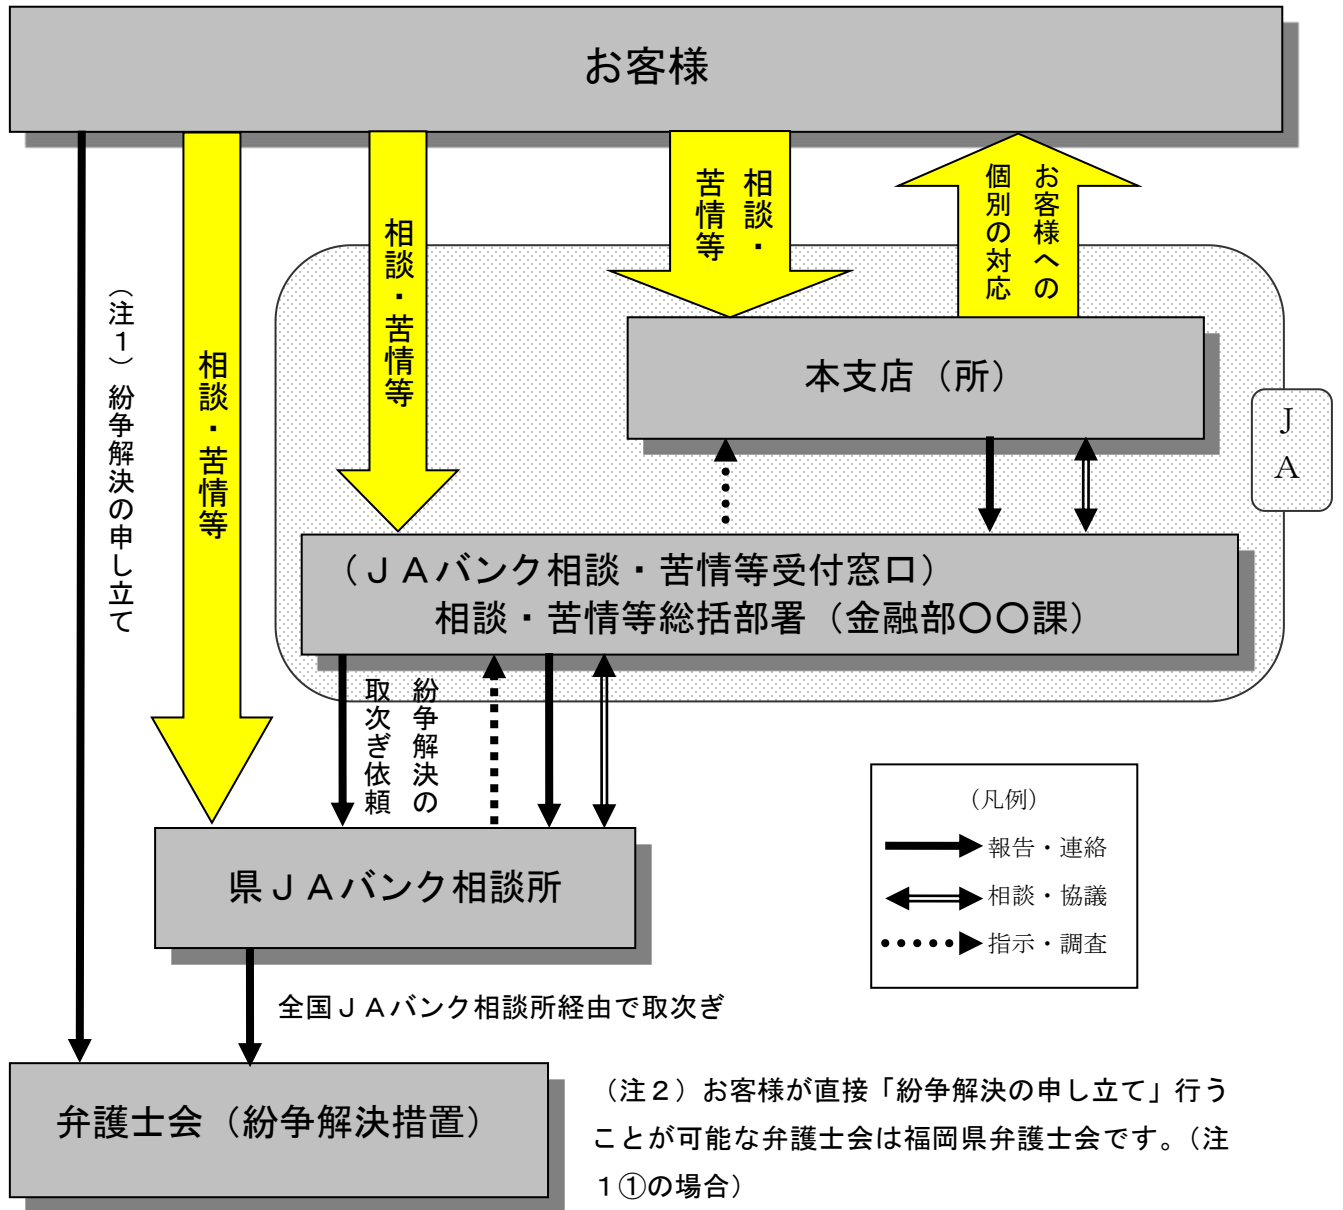 お客様
(注1)紛争解決の申し立て
相談・苦情等
相談・苦情等
相談・
苦情等
お客様への
個別の対応
本支店(所)
J
A
(JAバンク相談・苦情等受付窓口)
相談・苦情等総括部署(金融部〇〇課)
紛争解決の
取次ぎ依頼
県JAバンク相談所
(凡例)
報告・連絡
相談・協議
指示・調査
全国JAバンク相談所経由で取次ぎ
弁護士会(紛争解決措置)
(注2)お客様が直接「紛争解決の申し立て」行う
ことが可能な弁護士会は福岡県弁護士会です。(注
1①の場合)